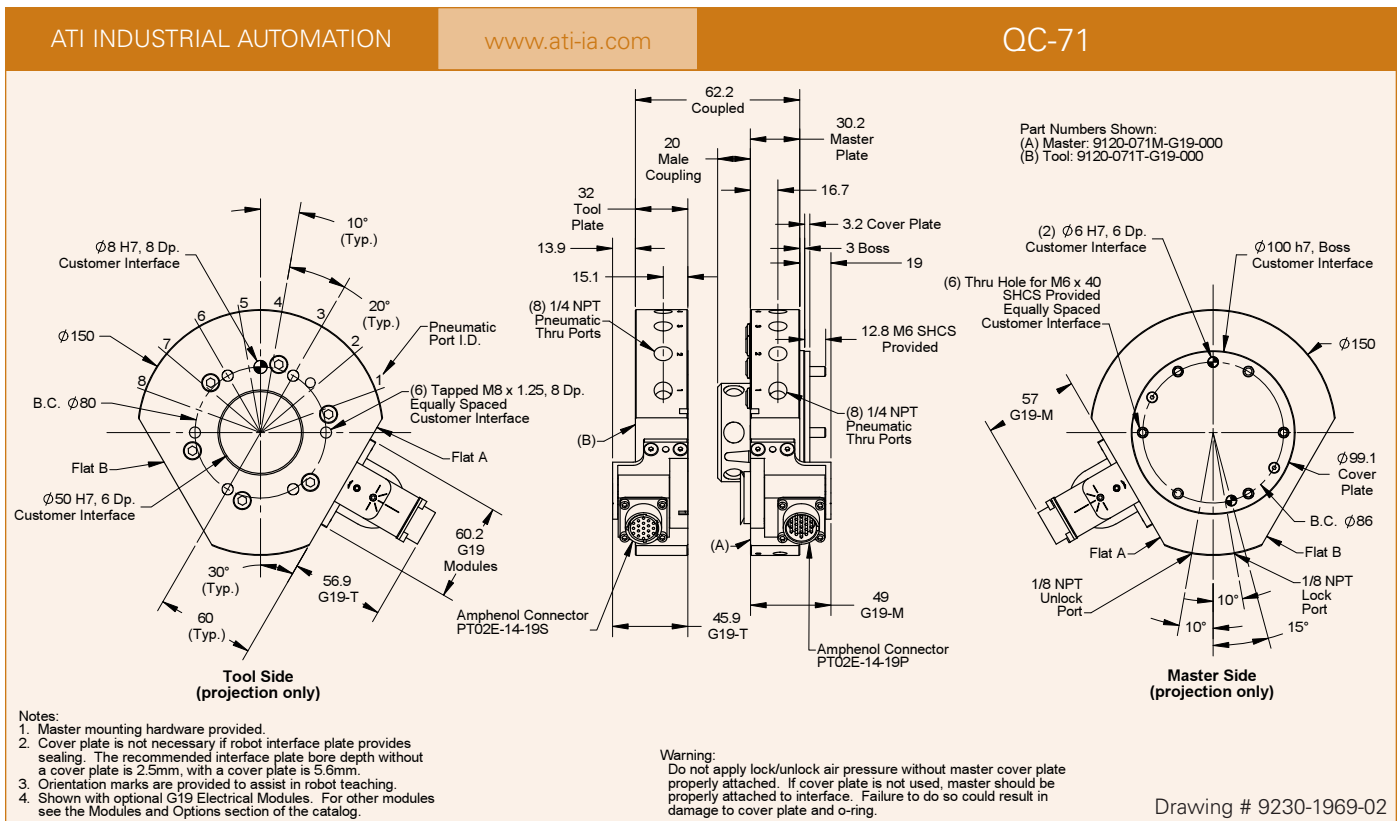 ATI INDUSTRIAL AUTOMATION
www.ati-ia.com
QC-71
62.2
Coupled
30.2
Master
Plate
20
Male
Coupling
16.7
32
Tool
Plate
3.2 Cover Plate
13.9
3 Boss
15.1
19
(8) 1/4 NPT
Pneumatic
Thru Ports
12.8 M6 SHCS
Provided
3
2
1
3
2
1
(8) 1/4 NPT
Pneumatic
Thru Ports
(B)
(A)
Amphenol Connector
PT02E-14-19S
45.9
G19-T
49
G19-M
Amphenol Connector
PT02E-14-19P
Part Numbers Shown:
(A) Master: 9120-071M-G19-000
(B) Tool: 9120-071T-G19-000
10°
(Typ.)
Ø8 H7, 8 Dp.
Customer Interface
20°
(Typ.)
Pneumatic
Port I.D.
Ø150
8
7
6
5
4
3
2
1
B.C. Ø80
(6) Tapped M8 x 1.25, 8 Dp.
Equally Spaced
Customer Interface
Flat B
Flat A
Ø50 H7, 6 Dp.
Customer Interface
60.2
G19
Modules
30°
(Typ.)
56.9
G19-T
60
(Typ.)
Tool Side
(projection only)
(2) Ø6 H7, 6 Dp.
Customer Interface
Ø100 h7, Boss
Customer Interface
(6) Thru Hole for M6 x 40
SHCS Provided
Equally Spaced
Customer Interface
Ø150
57
G19-M
Ø99.1
Cover
Plate
B.C. Ø86
Flat A
Flat B
1/8 NPT
Unlock
Port
1/8 NPT
Lock
Port
10°
10°
15°
Master Side
(projection only)
Notes:
1. Master mounting hardware provided.
2. Cover plate is not necessary if robot interface plate provides
sealing. The recommended interface plate bore depth without
a cover plate is 2.5mm, with a cover plate is 5.6mm.
3. Orientation marks are provided to assist in robot teaching.
4. Shown with optional G19 Electrical Modules. For other modules
see the Modules and Options section of the catalog.
Warning:
Do not apply lock/unlock air pressure without master cover plate
properly attached. If cover plate is not used, master should be
properly attached to interface. Failure to do so could result in
damage to cover plate and o-ring.
Drawing # 9230-1969-02